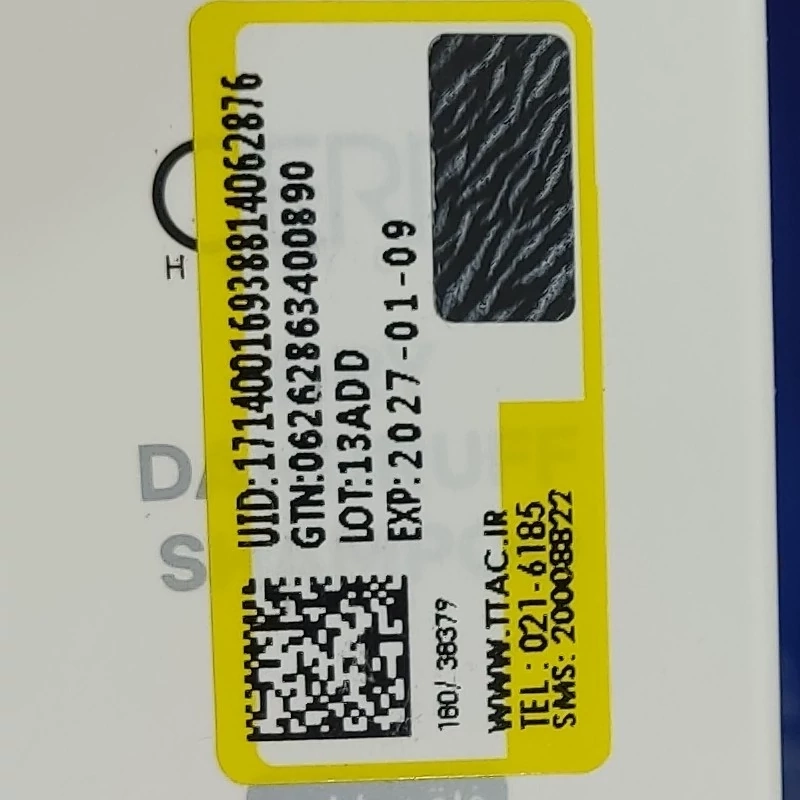 UID:17140016938814062876
GTN:06262863400890
LOT:13ADD
EXP:2027-01-09
180/ 38379
WWW.TTAC.IR
TEL: 021-6185
SMS: 20008822